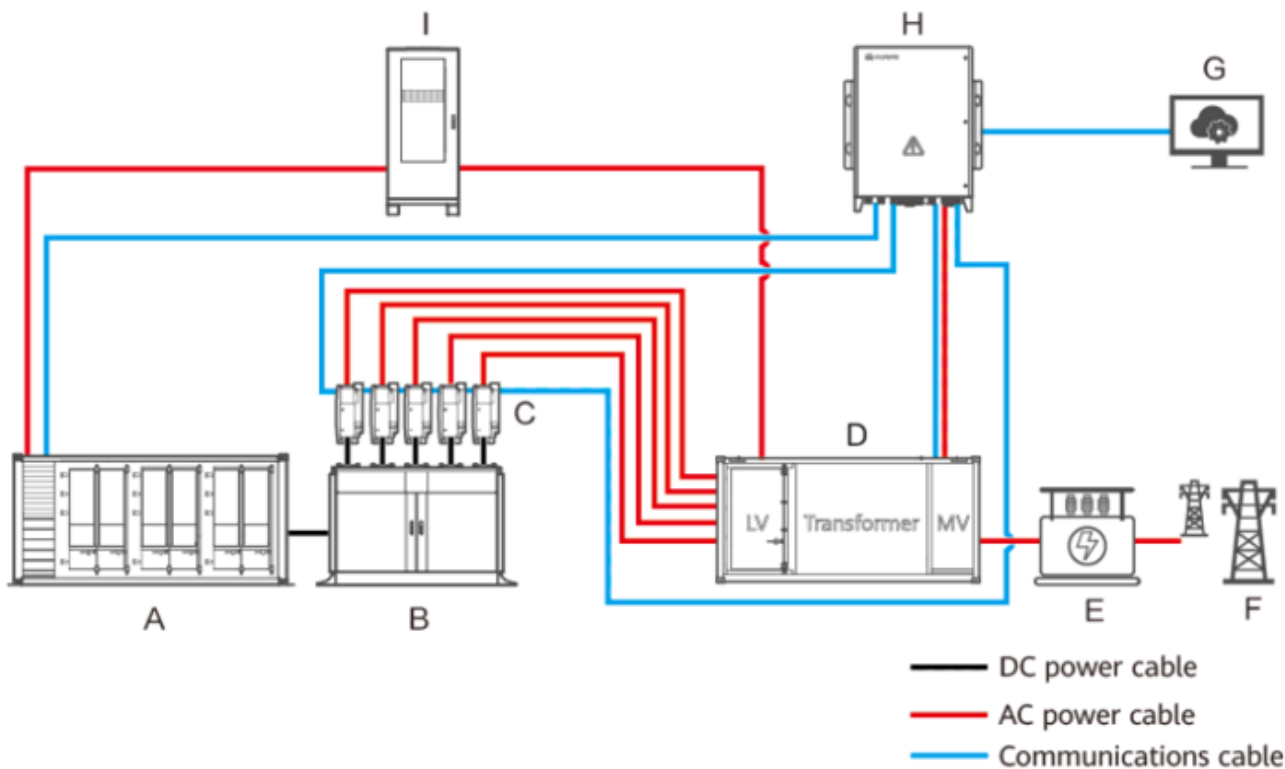 I
H
G
C
D
LV
Transformer
MV
A
B
E
F
DC power cable
AC power cable
Communications cable